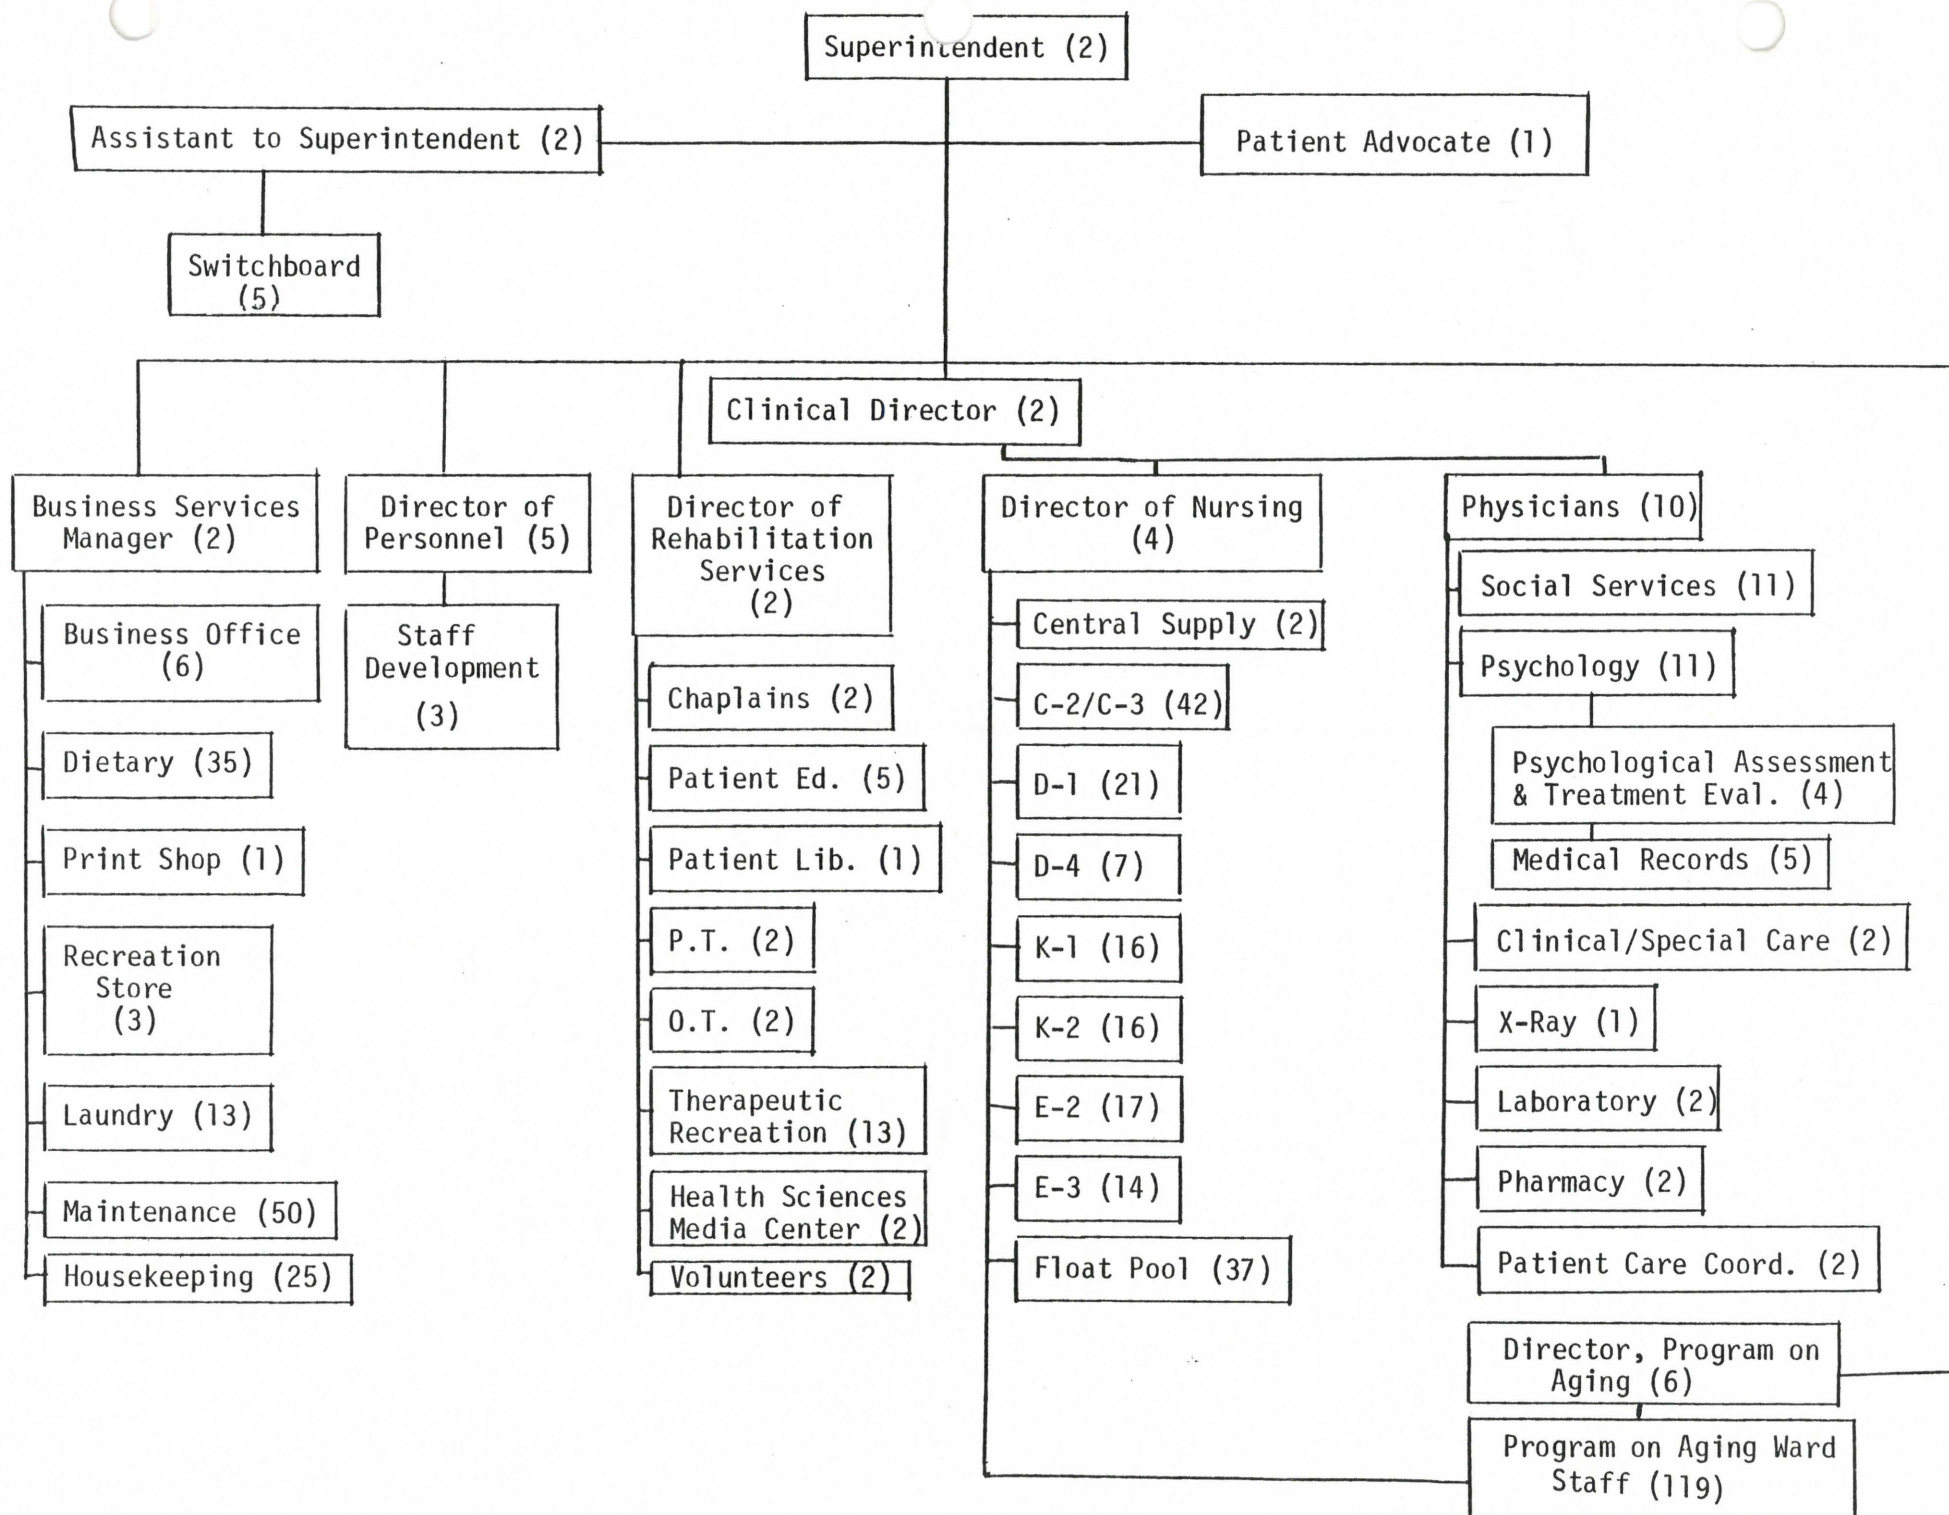 Superintendent (2)
Assistant to Superintendent (2)
Patient Advocate (1)
Switchboard
(5)
Clinical Director (2)
Business Services
Manager (2)
Business Office
(6)
Dietary (35)
Print Shop (1)
Recreation
Store
(3)
Laundry (13)
Maintenance (50)
Housekeeping (25)
Director of
Personnel (5)
Staff
Development
(3)
Director of
Rehabilitation
Services
(2)
Chaplains (2)
Patient Ed. (5)
Patient Lib. (1)
P.T. (2)
O.T. (2)
Therapeutic
Recreation (13)
Health Sciences
Media Center (2)
Volunteers (2)
Director of Nursing
(4)
Central Supply (2)
C-2/C-3 (42)
D-1 (21)
D-4 (7)
K-1 (16)
K-2 (16)
E-2 (17)
E-3 (14)
Float Pool (37)
Physicians (10)
Social Services (11)
Psychology (11)
Psychological Assessment
& Treatment Eval. (4)
Medical Records (5)
Clinical/Special Care (2)
X-Ray (1)
Laboratory (2)
Pharmacy (2)
Patient Care Coord. (2)
Director, Program on
Aging (6)
Program on Aging Ward
Staff (119)